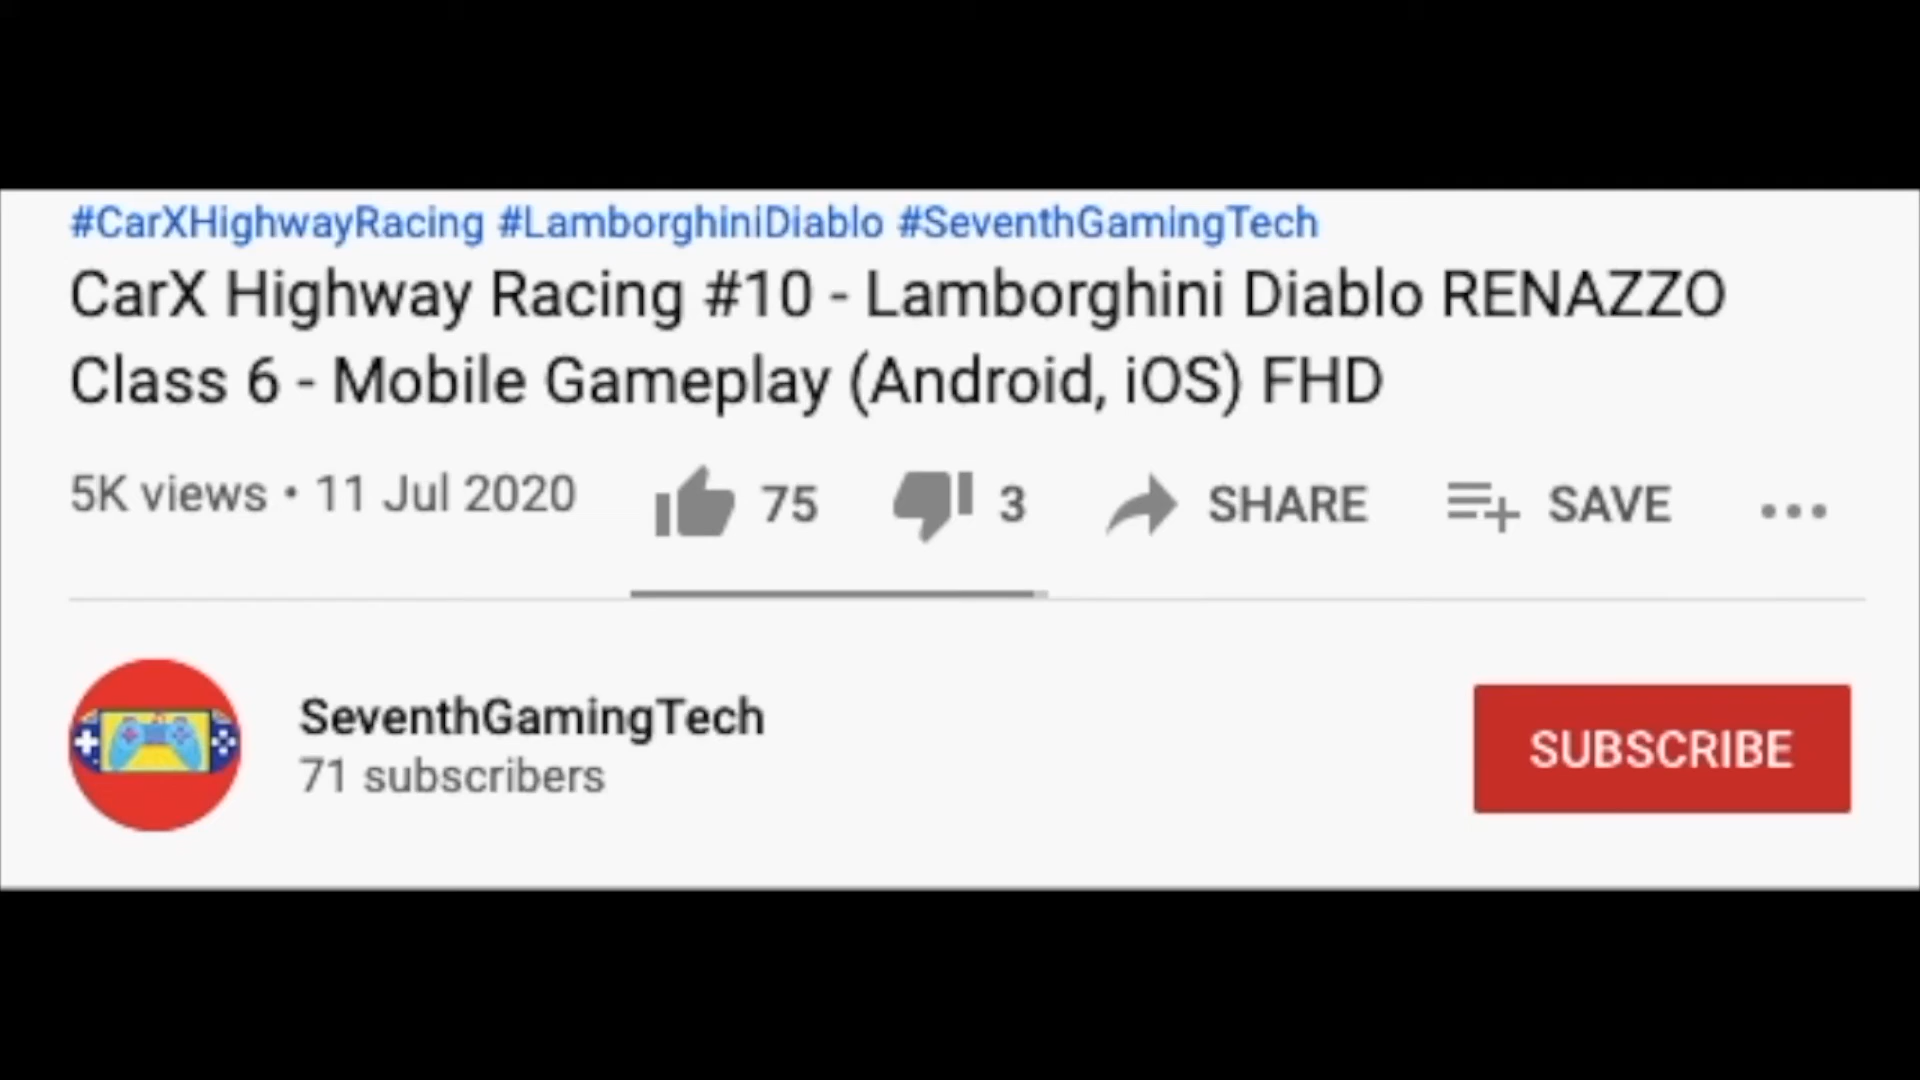 #CarXHighwayRacing #LamborghiniDiablo #SeventhGamingTech
CarX Highway Racing #10 - Lamborghini Diablo RENAZZO
Class 6 - Mobile Gameplay (Android, iOS) FHD
5K views • 11 Jul 2020 75 3 SHARE SAVE
SeventhGamingTech
71 subscribers
SUBSCRIBE